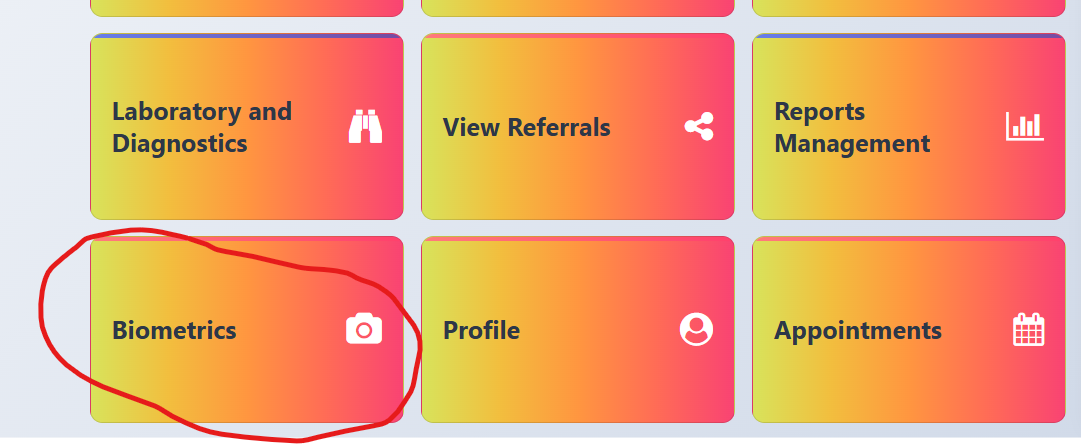 Laboratory and
Diagnostics
View Referrals
Reports
Management
Biometrics
Profile
Appointments